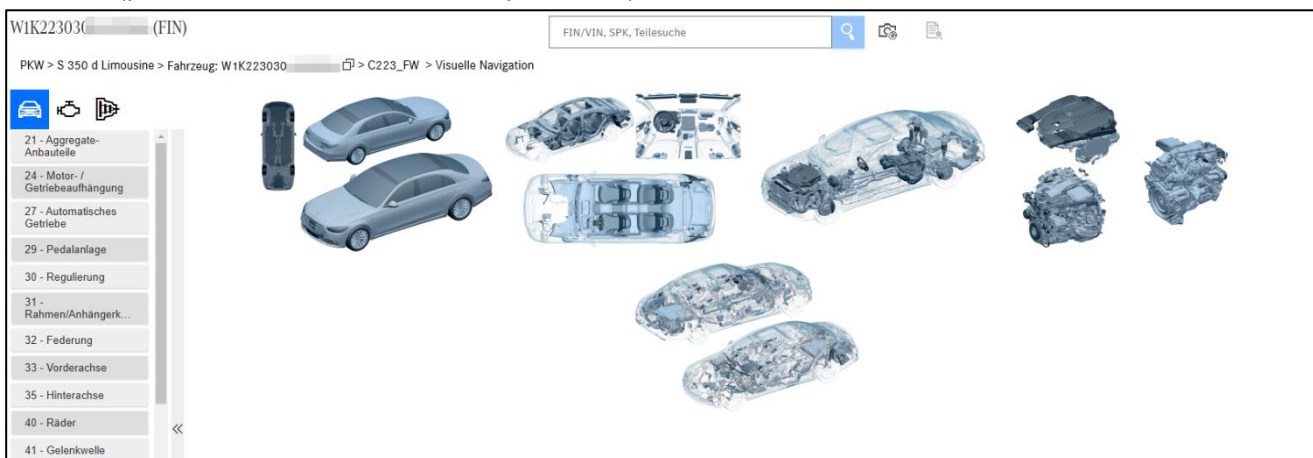 W1K22303 (FIN)
FIN/VIN, SPK, Teilesuche
PKW > S 350 d Limousine > Fahrzeug: W1K223030 > C223_FW > Visuelle Navigation
21 - Aggregate-
Anbauteile
24 - Motor- /
Getriebeaufhängung
27 - Automatisches
Getriebe
29 - Pedalanlage
30 - Regulierung
31 -
Rahmen/Anhängerk...
32 - Federung
33 - Vorderachse
35 - Hinterachse
40 - Räder
41 - Gelenkwelle